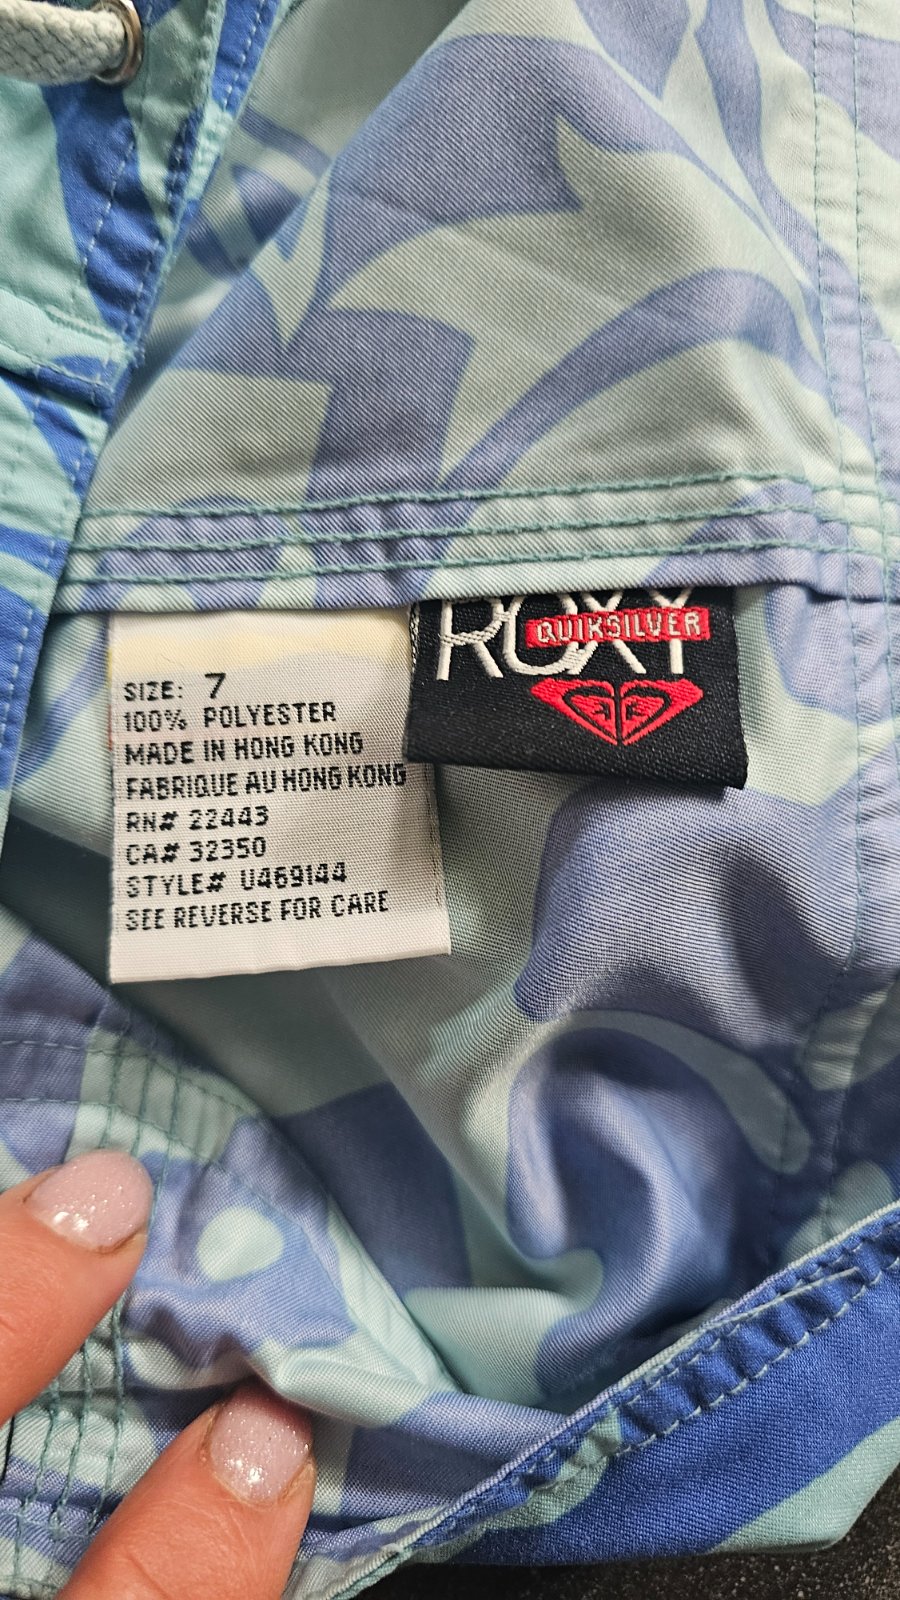 SIZE: 7
100% POLYESTER
MADE IN HONG KONG
FABRIQUE AU HONG KONG
RN# 22443
CA# 32350
STYLE# U469144
SEE REVERSE FOR CARE
ROXY
QUIKSILVER